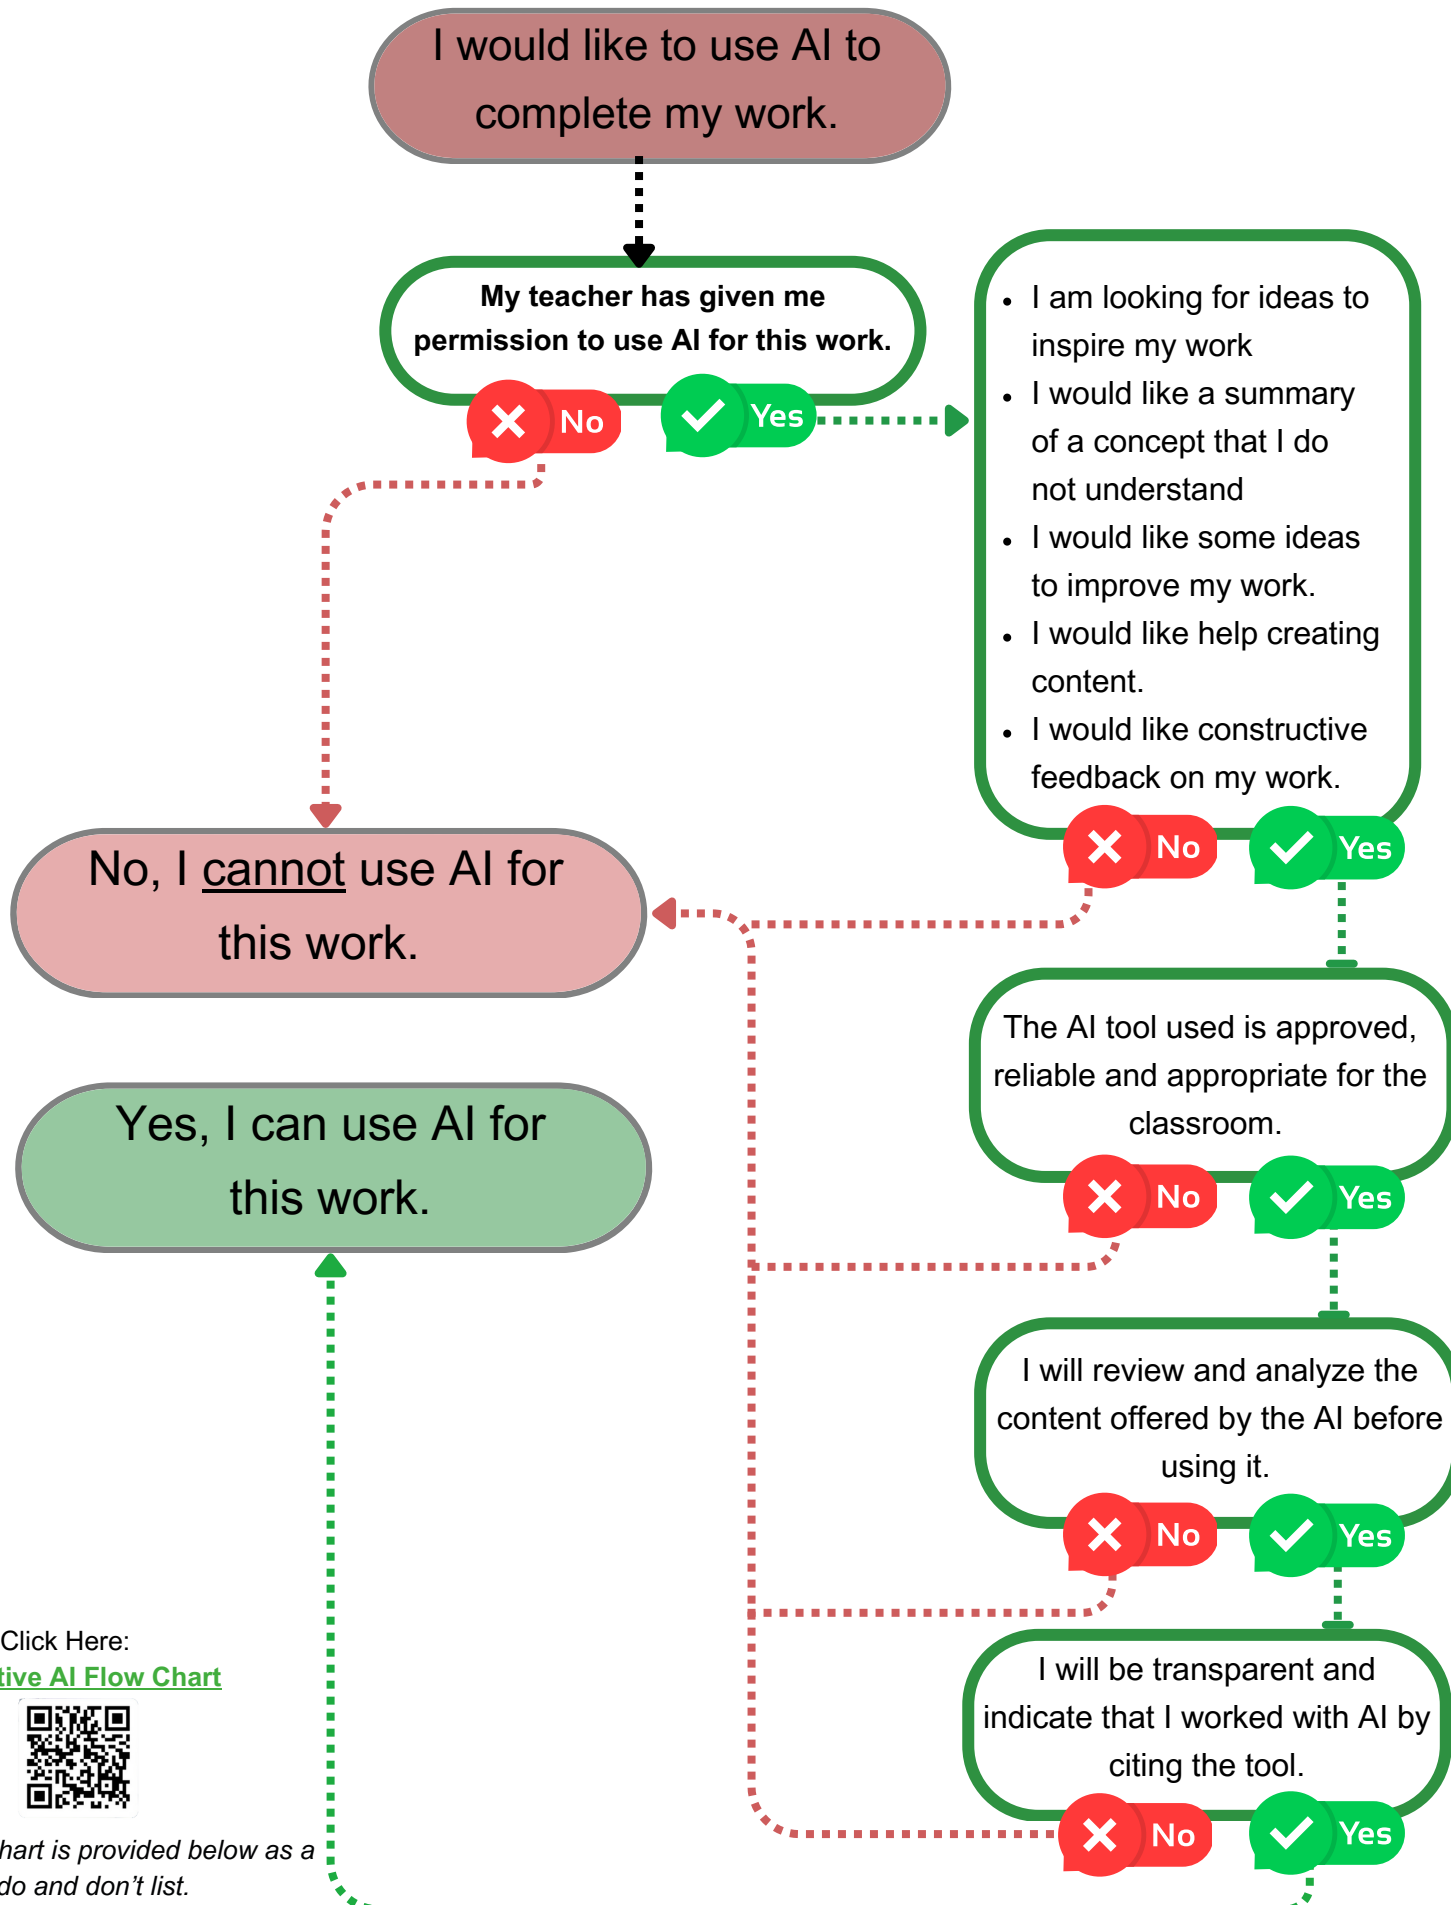 I would like to use AI to
complete my work.
My teacher has given me
permission to use AI for this work.
No
Yes
• I am looking for ideas to
inspire my work
• I would like a summary
of a concept that I do
not understand
• I would like some ideas
to improve my work.
• I would like help creating
content.
• I would like constructive
feedback on my work.
No
Yes
No, I cannot use AI for
this work.
The AI tool used is approved,
reliable and appropriate for the
classroom.
No
Yes
Yes, I can use AI for
this work.
I will review and analyze the
content offered by the AI before
using it.
No
Yes
I will be transparent and
indicate that I worked with AI by
citing the tool.
No
Yes
Click Here:
tive AI Flow Chart
hart is provided below as a
do and don't list.